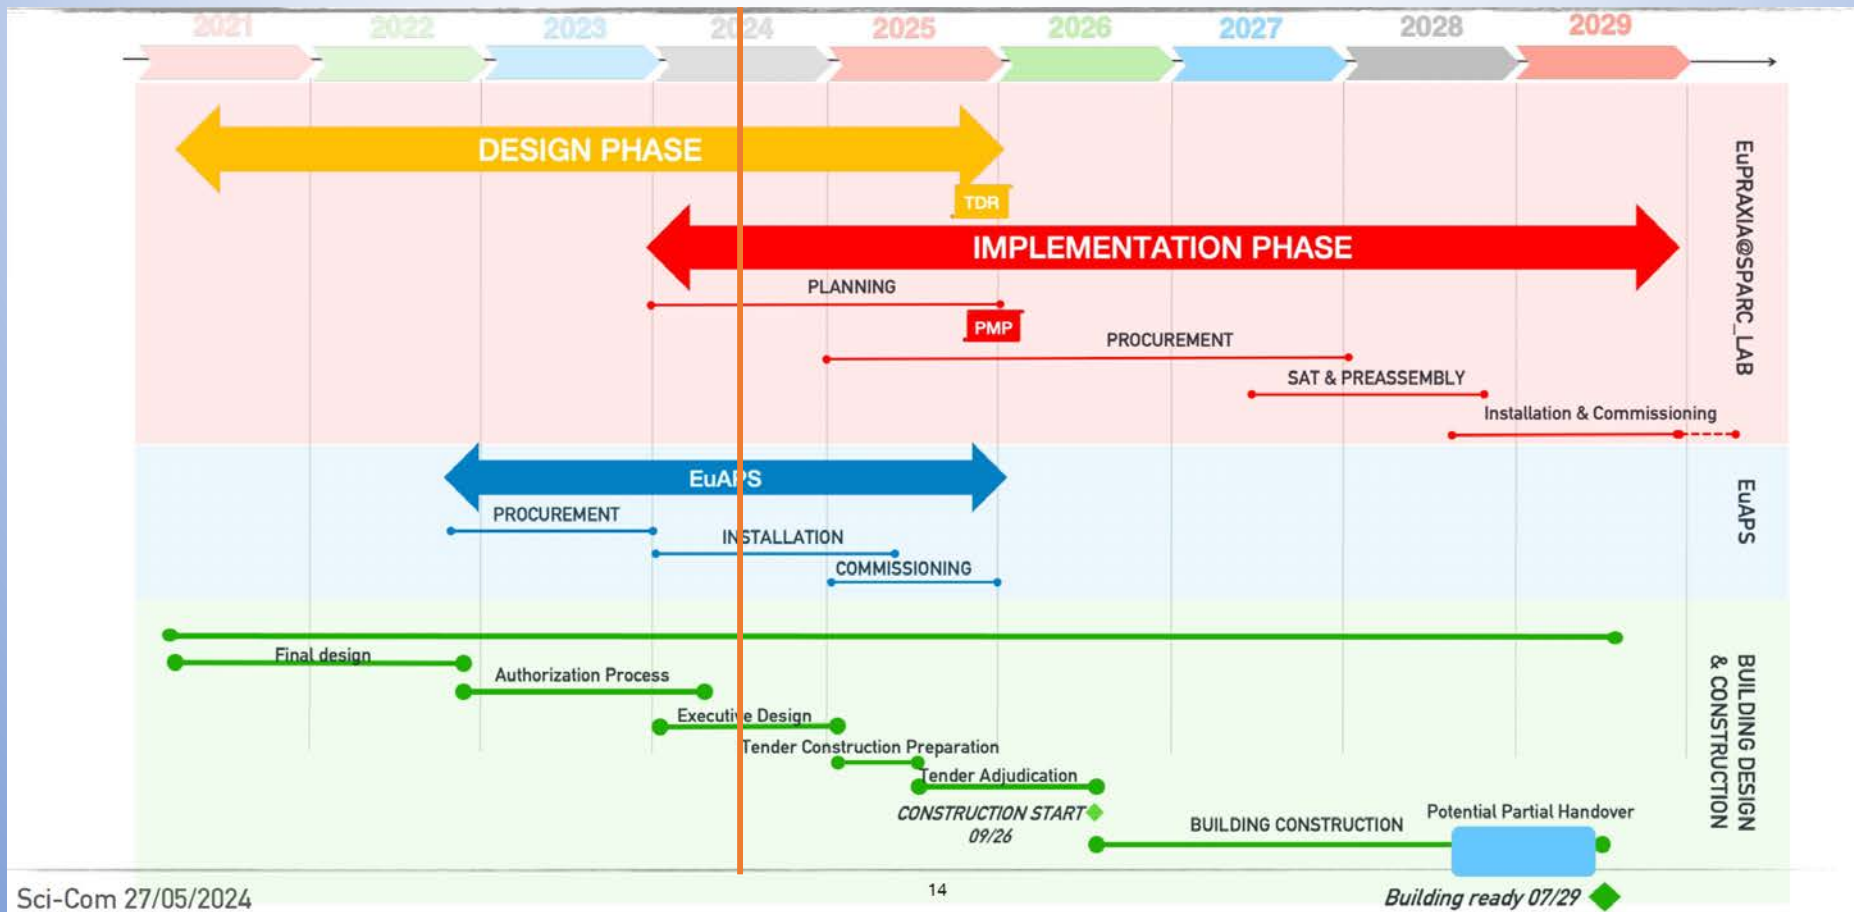 2021 2022 2023 2024 2025 2026 2027 2028 2029
DESIGN PHASE
TDR
IMPLEMENTATION PHASE
PLANNING
PMP
PROCUREMENT
SAT & PREASSEMBLY
Installation & Commissioning
EuPRAXIA@SPARC_LAB
EuAPS
PROCUREMENT
INSTALLATION
COMMISSIONING
EuAPS
Final design
Authorization Process
Executive Design
Tender Construction Preparation
Tender Adjudication
CONSTRUCTION START
09/26
BUILDING CONSTRUCTION
Potential Partial Handover
Building ready 07/29
BUILDING DESIGN
& CONSTRUCTION
Sci-Com 27/05/2024
14